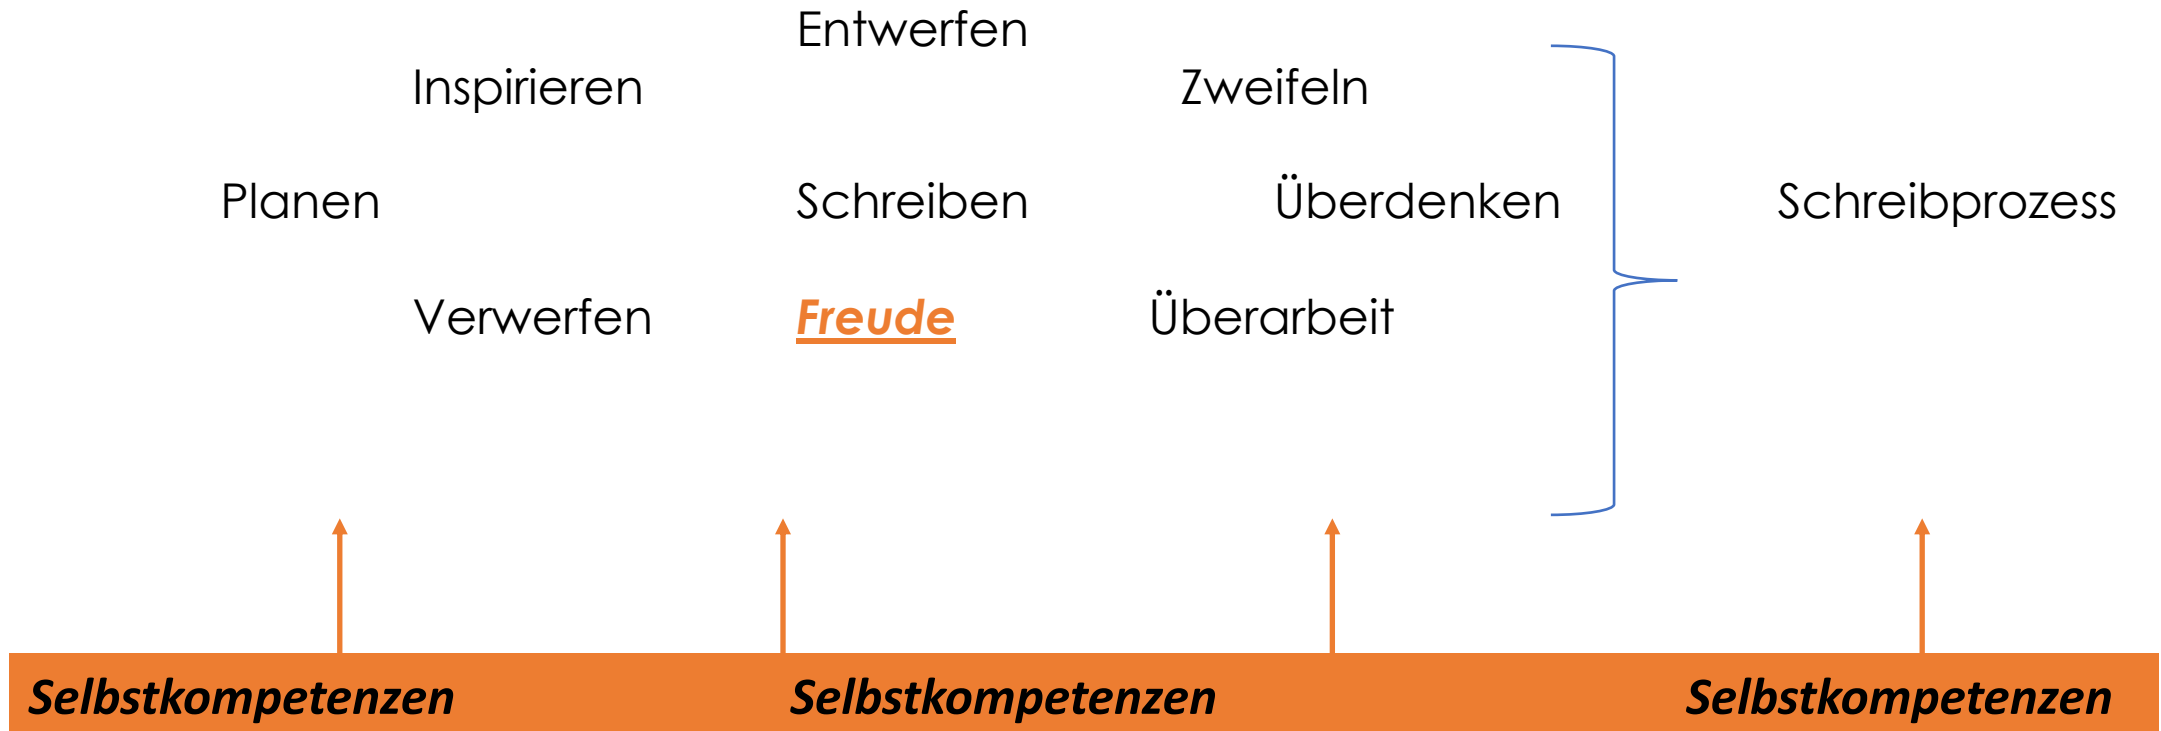 Entwerfen
Inspirieren Zweifeln
Planen Schreiben Überdenken Schreibprozess
Verwerfen Freude Überarbeit
Selbstkompetenzen Selbstkompetenzen Selbstkompetenzen